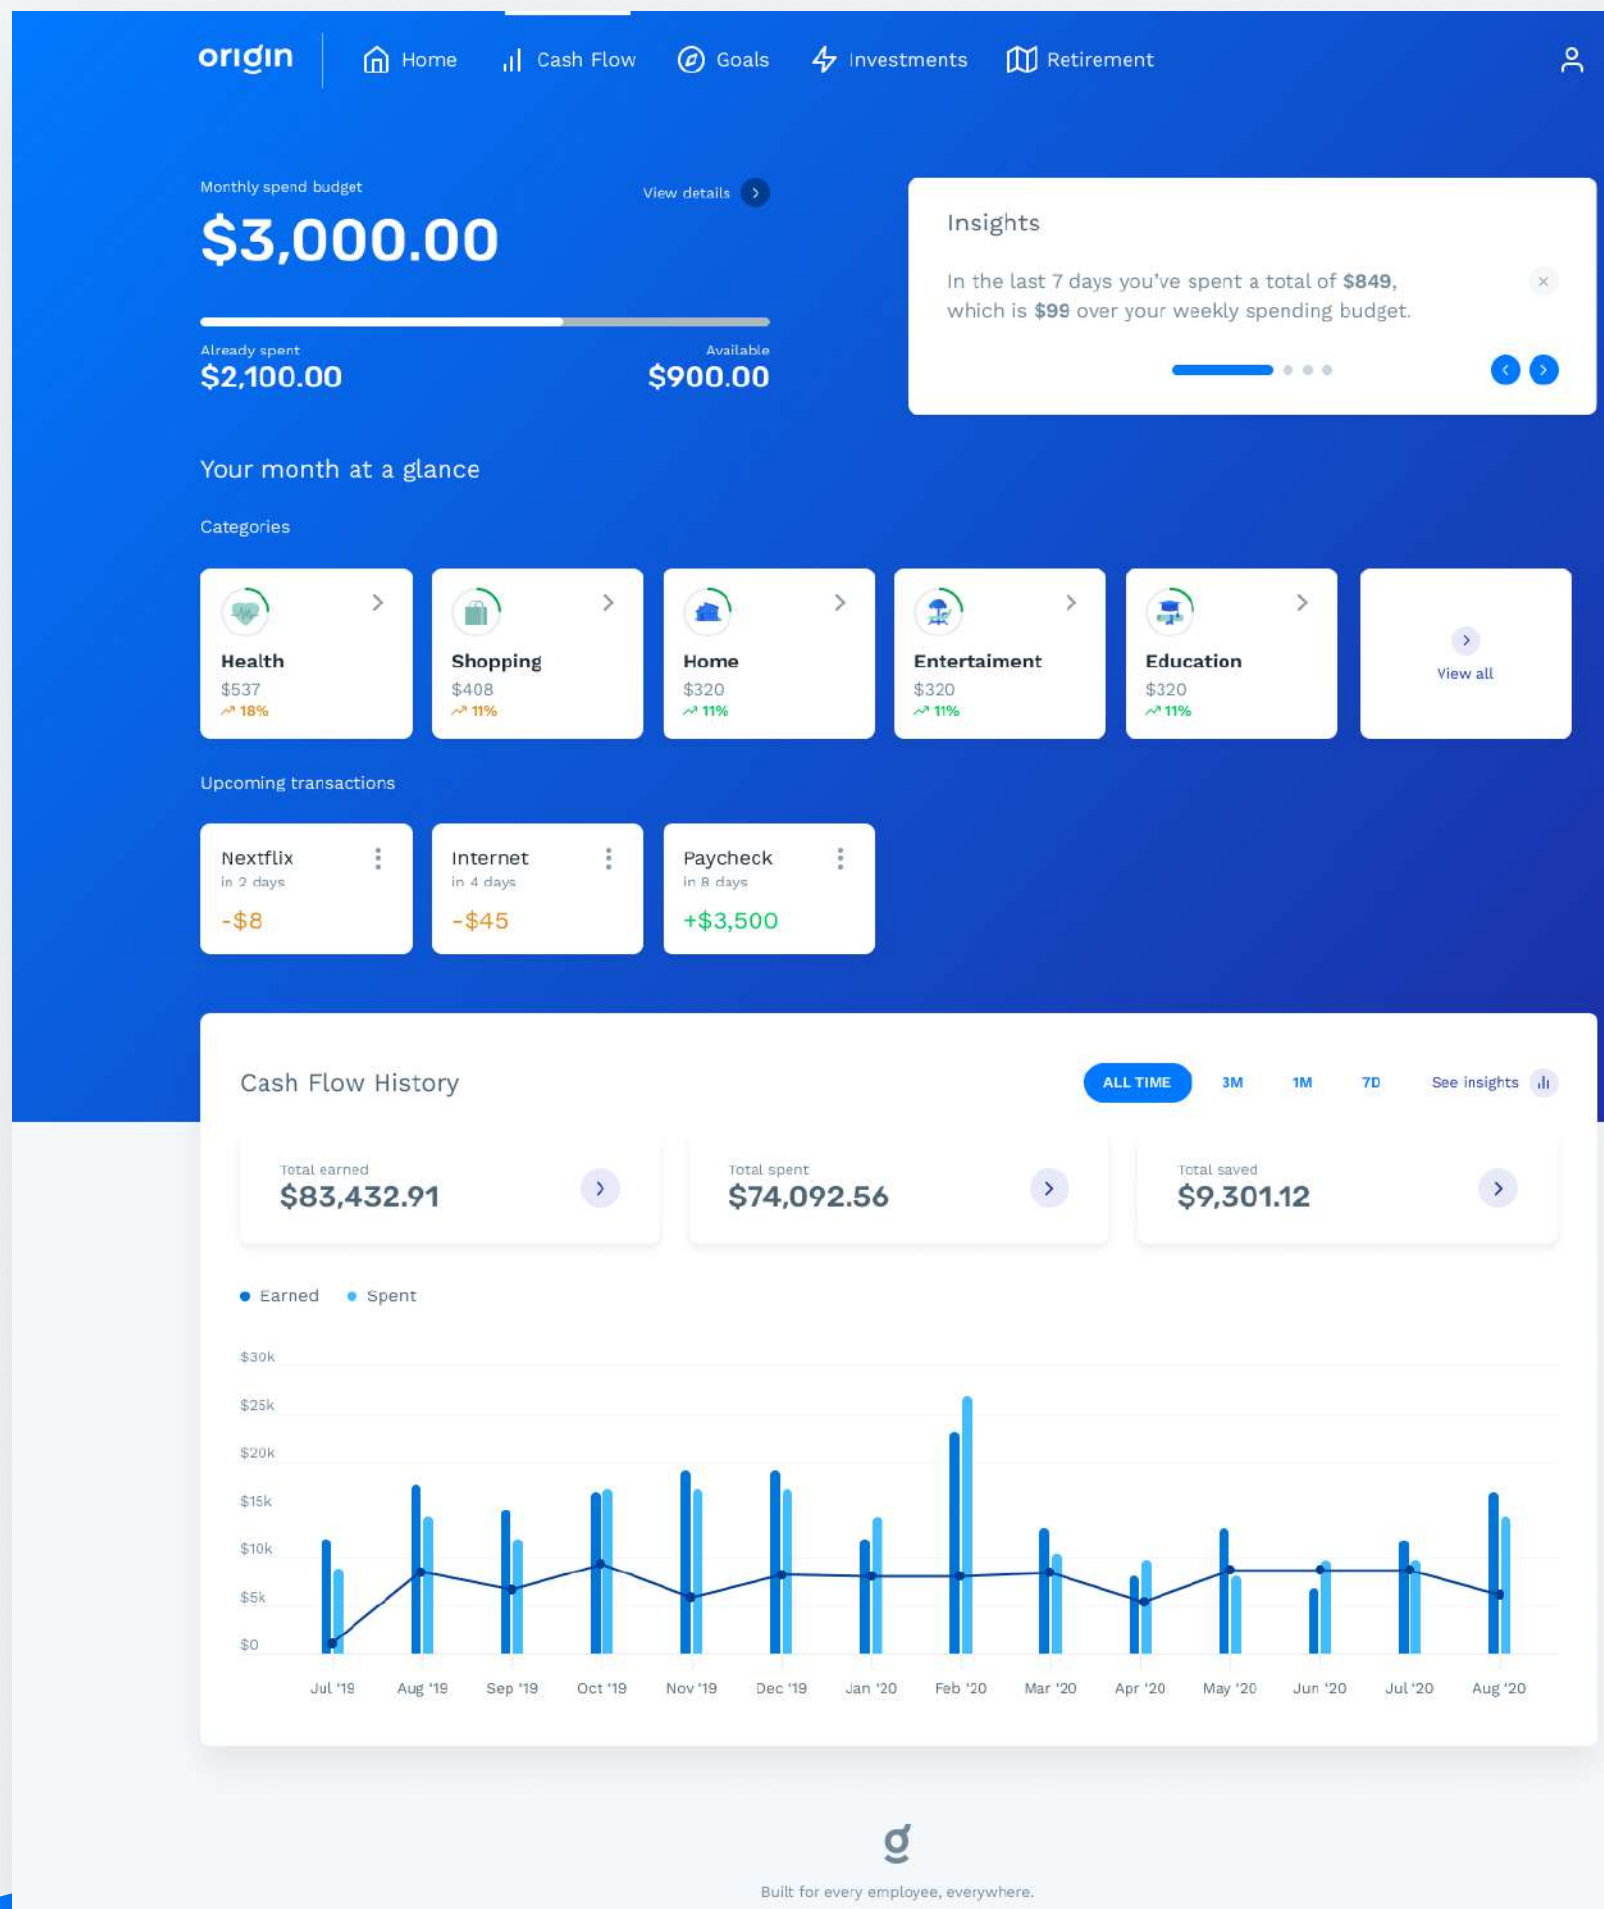 origin
Home
Cash Flow
Goals
Investments
Retirement
Monthly spend budget
View details
$3,000.00
Already spent
Available
$2,100.00
$900.00
Insights
In the last 7 days you've spent a total of $849,
which is $99 over your weekly spending budget.
Your month at a glance
Categories
Health
$537
18%
Shopping
$408
11%
Home
$320
11%
Entertaiment
$320
11%
Education
$320
11%
View all
Upcoming transactions
Nextflix
in 2 days
-$8
Internet
in 4 days
-$45
Paycheck
in 8 days
+$3,500
Cash Flow History
ALL TIME
3M
1M
7D
See insights
Total earned
$83,432.91
Total spent
$74,092.56
Total saved
$9,301.12
Earned
Spent
$30k
$25k
$20k
$15k
$10k
$5k
$0
Jul '19
Aug '19
Sep '19
Oct '19
Nov '19
Dec '19
Jan '20
Feb '20
Mar '20
Apr '20
May '20
Jun '20
Jul '20
Aug '20
g
Built for every employee, everywhere.